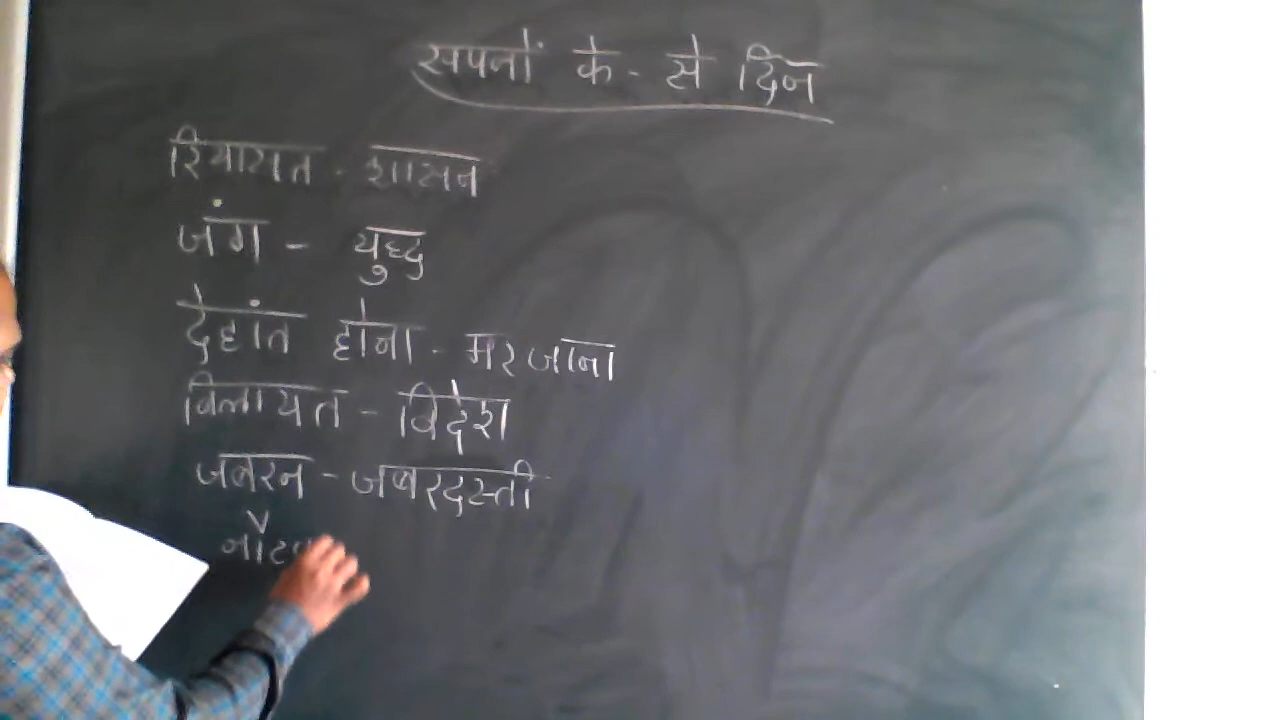 सपनों के - से दिन
रियासत - शासन
जंग - युध्द
देहांत होना - मर जाना
विलायत - विदेश
जबरन - जबरदस्ती